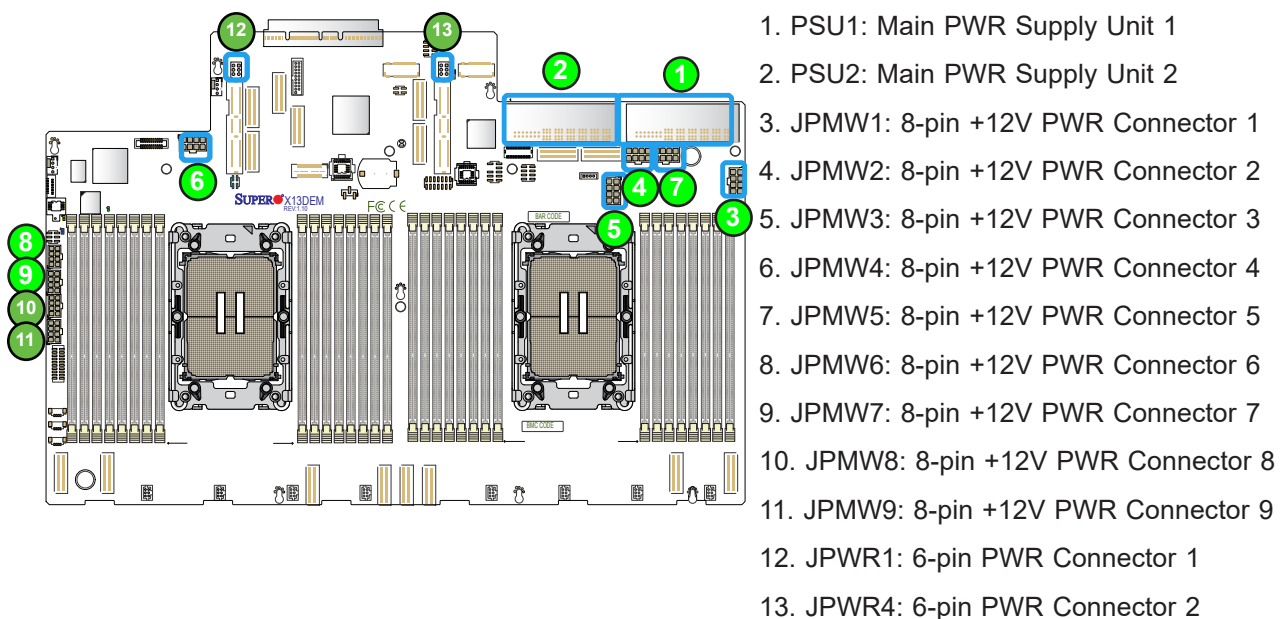 12
13
2
1
6
4
7
3
5
SUPER X13DEM
REV:1.10
FC CE
BAR CODE
8
9
10
11
BMC CODE
1. PSU1: Main PWR Supply Unit 1
2. PSU2: Main PWR Supply Unit 2
3. JPMW1: 8-pin +12V PWR Connector 1
4. JPMW2: 8-pin +12V PWR Connector 2
5. JPMW3: 8-pin +12V PWR Connector 3
6. JPMW4: 8-pin +12V PWR Connector 4
7. JPMW5: 8-pin +12V PWR Connector 5
8. JPMW6: 8-pin +12V PWR Connector 6
9. JPMW7: 8-pin +12V PWR Connector 7
10. JPMW8: 8-pin +12V PWR Connector 8
11. JPMW9: 8-pin +12V PWR Connector 9
12. JPWR1: 6-pin PWR Connector 1
13. JPWR4: 6-pin PWR Connector 2